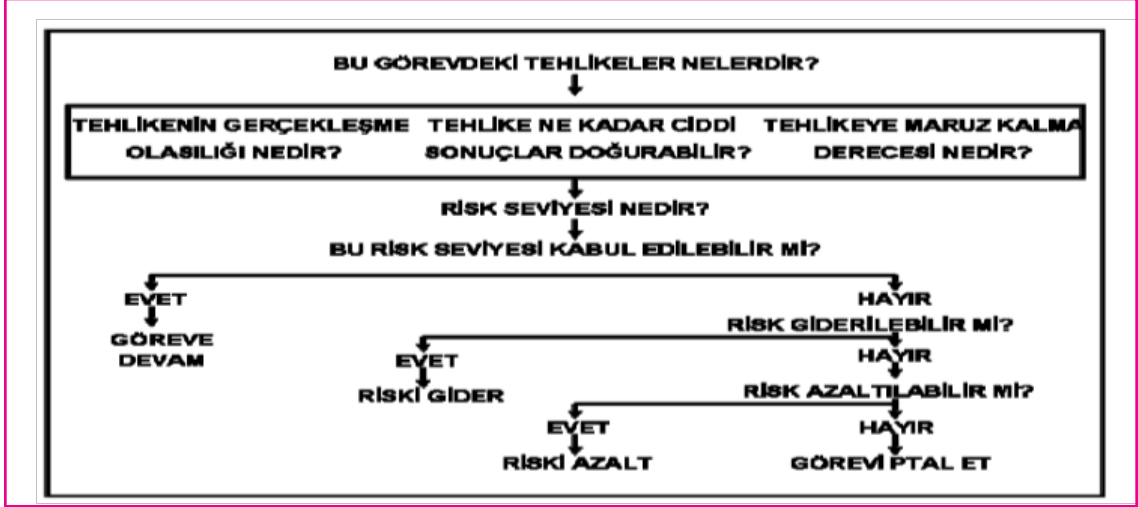 BU GÖREVDEKİ TEHLİKELER NELERDİR?
TEHLİKENİN GERÇEKLEŞME
OLASILIĞI NEDİR?
TEHLİKE NE KADAR CİDDİ
SONUÇLAR DOĞURABİLİR?
TEHLİKEYE MARUZ KALMA
DERECESİ NEDİR?
RİSK SEVİYESİ NEDİR?
BU RİSK SEVİYESİ KABUL EDİLEBİLİR Mİ?
EVET
GÖREVE
DEVAM
HAYIR
RİSK GİDERİLEBİLİR Mİ?
EVET
RİSKİ GİDER
HAYIR
RİSK AZALTILABİLİR Mİ?
EVET
RİSKİ AZALT
HAYIR
GÖREVİ PTAL ET